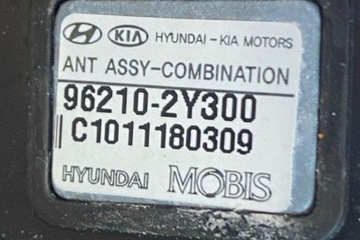 KIA HYUNDAI-KIA MOTORS
ANT ASSY-COMBINATION
96210-2Y300
C1011180309
HYUNDAI MOBIS